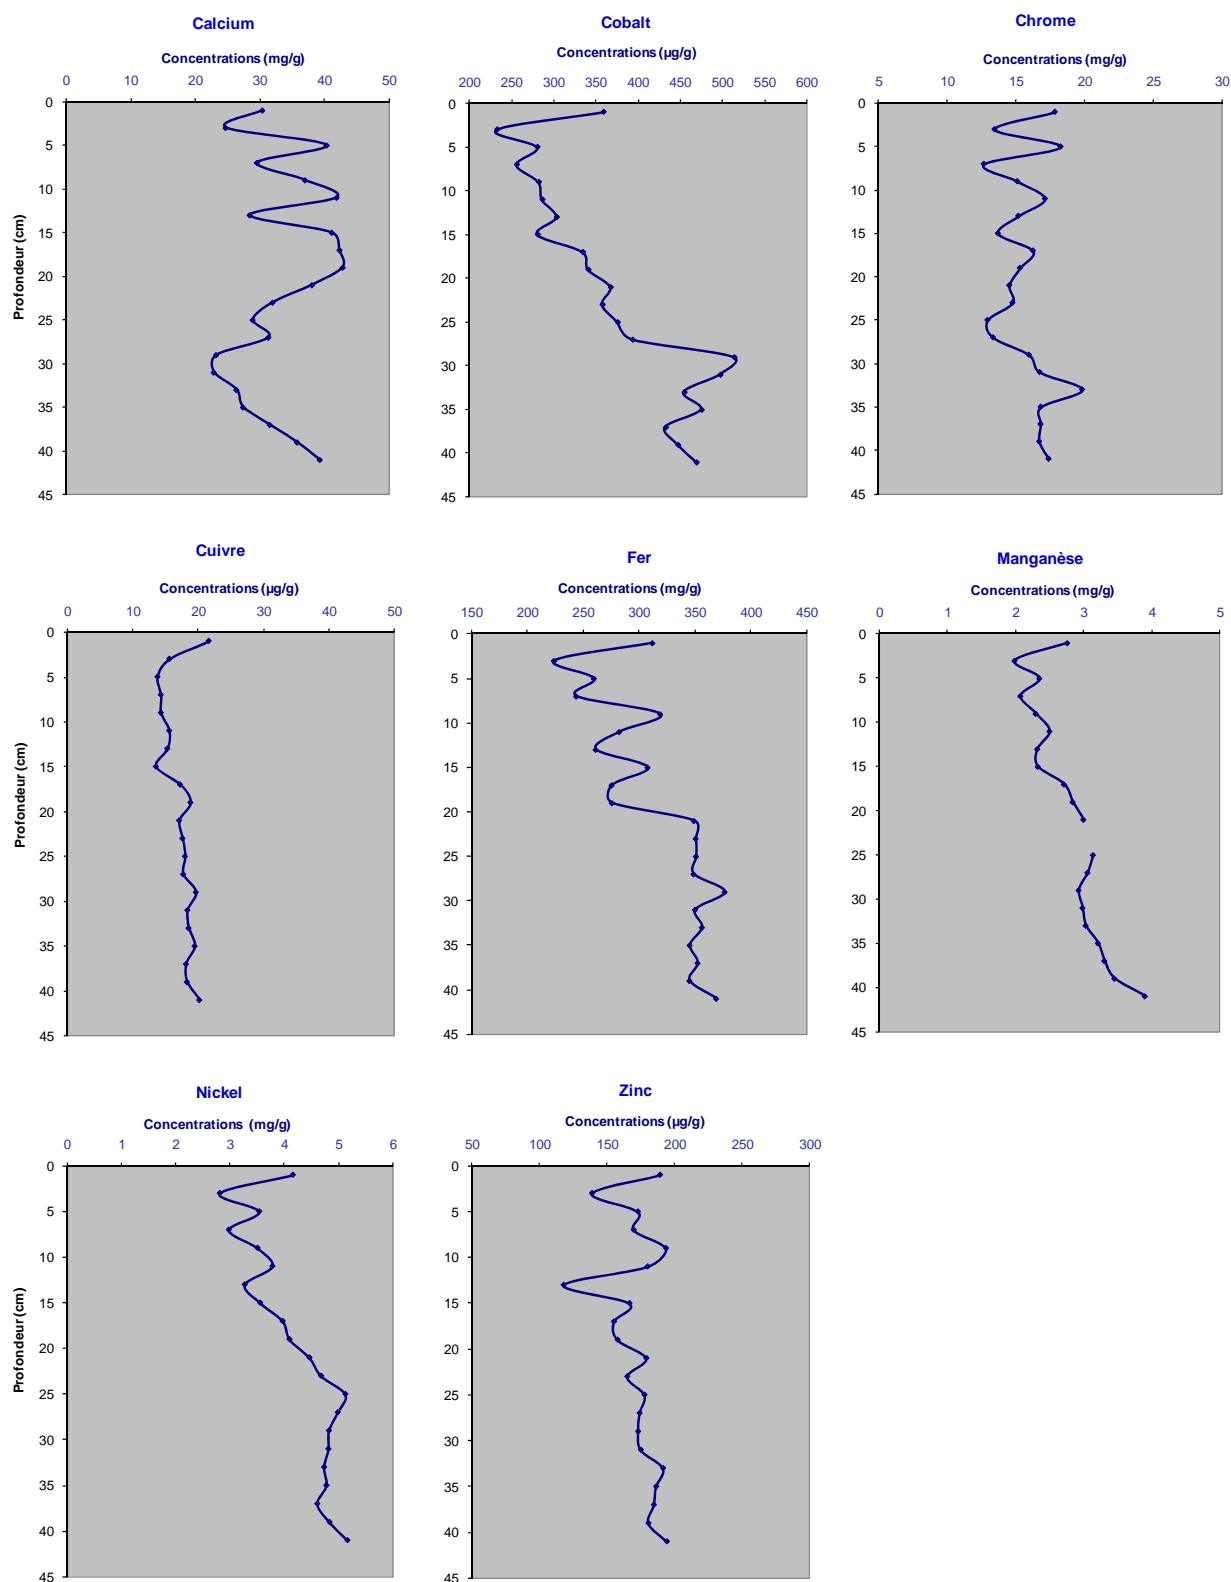 Calcium
Concentrations (mg/g)
0 10 20 30 40 50
0
5
10
15
20
25
30
35
40
45
Profondeur (cm)
Cobalt
Concentrations (µg/g)
200 250 300 350 400 450 500 550 600
0
5
10
15
20
25
30
35
40
45
Chrome
Concentrations (mg/g)
5 10 15 20 25 30
0
5
10
15
20
25
30
35
40
45
Cuivre
Concentrations (µg/g)
0 10 20 30 40 50
0
5
10
15
20
25
30
35
40
45
Profondeur (cm)
Fer
Concentrations (mg/g)
150 200 250 300 350 400 450
0
5
10
15
20
25
30
35
40
45
Manganèse
Concentrations (mg/g)
0 1 2 3 4 5
0
5
10
15
20
25
30
35
40
45
Nickel
Concentrations (mg/g)
0 1 2 3 4 5 6
0
5
10
15
20
25
30
35
40
45
Profondeur (cm)
Zinc
Concentrations (µg/g)
50 100 150 200 250 300
0
5
10
15
20
25
30
35
40
45